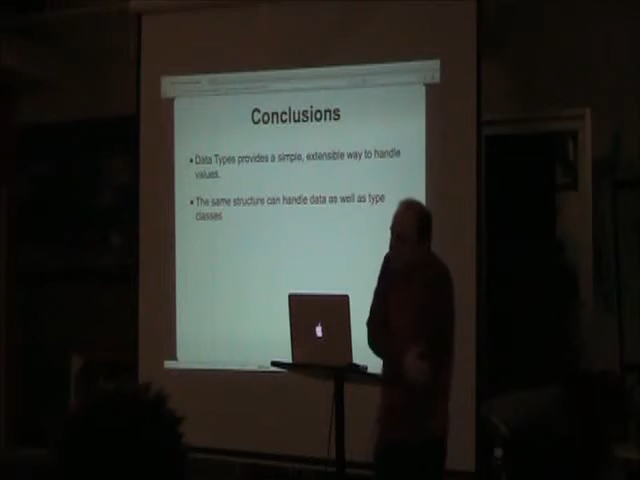 Conclusions
• Data Types provides a simple, extensible way to handle
values.
• The same structure can handle data as well as type
classes